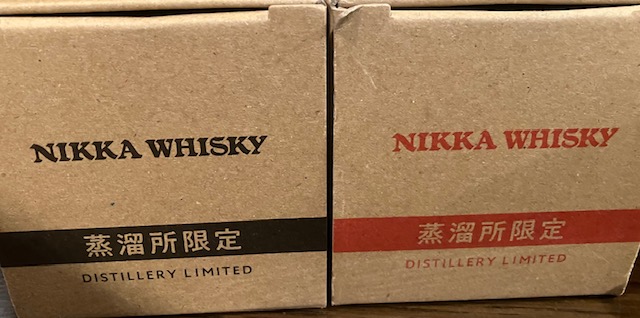 NIKKA WHISKY
蒸溜所限定
DISTILLERY LIMITED
NIKKA WHISKY
蒸溜所限定
DISTILLERY LIMITED